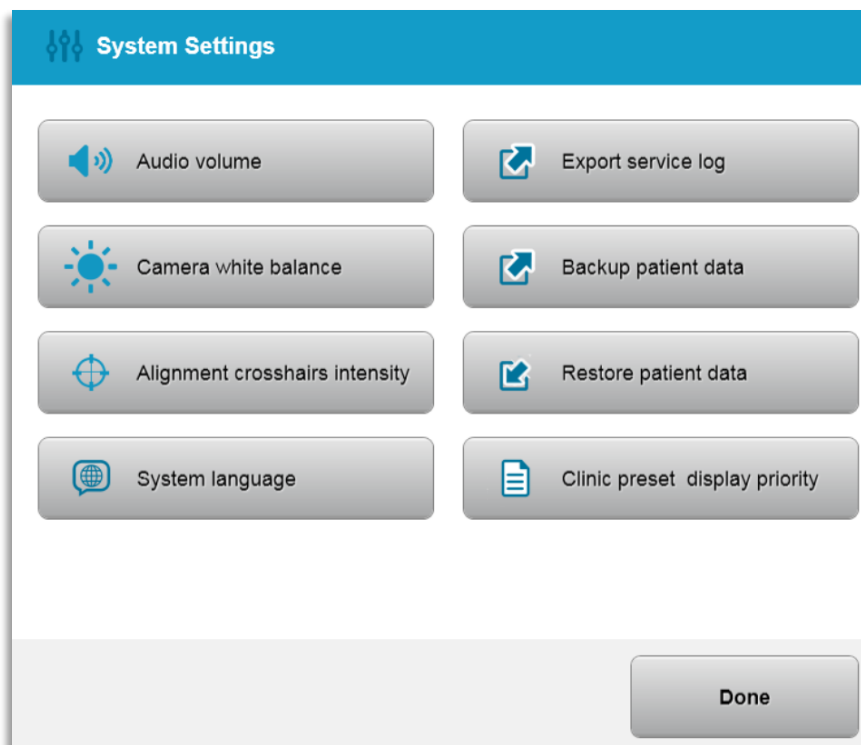 System Settings
Audio volume
Export service log
Camera white balance
Backup patient data
Alignment crosshairs intensity
Restore patient data
System language
Clinic preset  display priority
Done